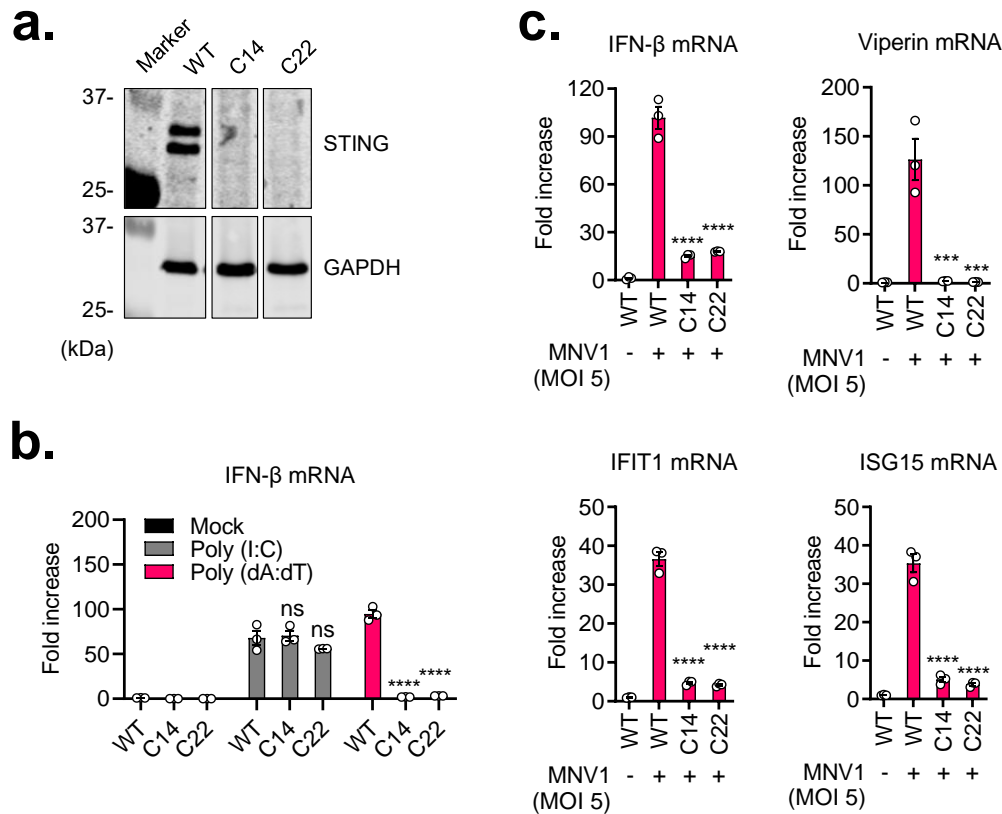 a.
Marker
WT
C14
C22
37-
STING
25-
37-
GAPDH
25-
(kDa)
b.
IFN-β mRNA
Fold increase
200
150
100
50
0
Mock
Poly (I:C)
Poly (dA:dT)
ns
ns
****
****
WT
C14
C22
WT
C14
C22
WT
C14
C22
c.
IFN-β mRNA
Fold increase
120
90
60
30
0
****
****
WT
WT
C14
C22
MNV1 - + + +
(MOI 5)
Viperin mRNA
Fold increase
200
150
100
50
0
***
***
WT
WT
C14
C22
MNV1 - + + +
(MOI 5)
IFIT1 mRNA
Fold increase
50
40
30
20
10
0
****
****
WT
WT
C14
C22
MNV1 - + + +
(MOI 5)
ISG15 mRNA
Fold increase
50
40
30
20
10
0
****
****
WT
WT
C14
C22
MNV1 - + + +
(MOI 5)